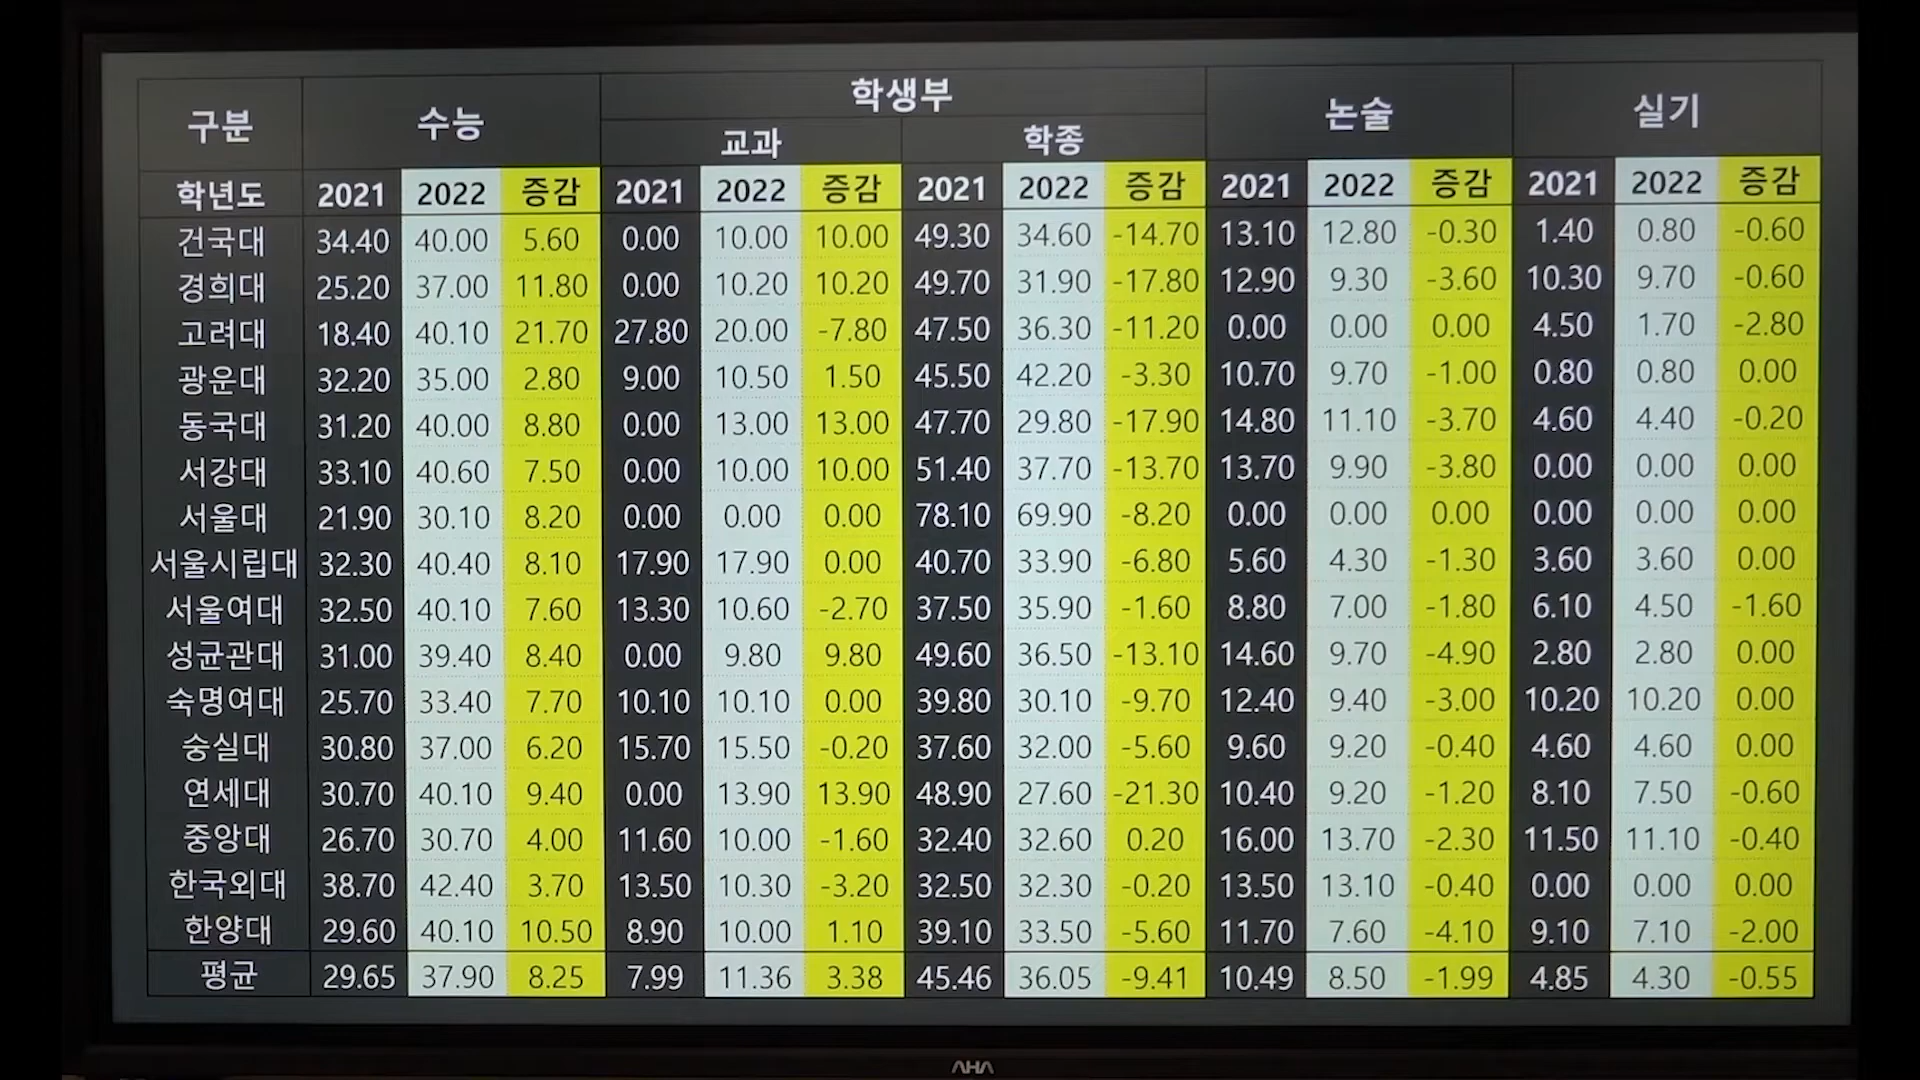 구분 수능 학생부 논술 실기
교과 학종
학년도 2021 2022 증감 2021 2022 증감 2021 2022 증감 2021 2022 증감 2021 2022 증감
건국대 34.40 40.00 5.60 0.00 10.00 10.00 49.30 34.60 -14.70 13.10 12.80 -0.30 1.40 0.80 -0.60
경희대 25.20 37.00 11.80 0.00 10.20 10.20 49.70 31.90 -17.80 12.90 9.30 -3.60 10.30 9.70 -0.60
고려대 18.40 40.10 21.70 27.80 20.00 -7.80 47.50 36.30 -11.20 0.00 0.00 0.00 4.50 1.70 -2.80
광운대 32.20 35.00 2.80 9.00 10.50 1.50 45.50 42.20 -3.30 10.70 9.70 -1.00 0.80 0.80 0.00
동국대 31.20 40.00 8.80 0.00 13.00 13.00 47.70 29.80 -17.90 14.80 11.10 -3.70 4.60 4.40 -0.20
서강대 33.10 40.60 7.50 0.00 10.00 10.00 51.40 37.70 -13.70 13.70 9.90 -3.80 0.00 0.00 0.00
서울대 21.90 30.10 8.20 0.00 0.00 0.00 78.10 69.90 -8.20 0.00 0.00 0.00 0.00 0.00 0.00
서울시립대 32.30 40.40 8.10 17.90 17.90 0.00 40.70 33.90 -6.80 5.60 4.30 -1.30 3.60 3.60 0.00
서울여대 32.50 40.10 7.60 13.30 10.60 -2.70 37.50 35.90 -1.60 8.80 7.00 -1.80 6.10 4.50 -1.60
성균관대 31.00 39.40 8.40 0.00 9.80 9.80 49.60 36.50 -13.10 14.60 9.70 -4.90 2.80 2.80 0.00
숙명여대 25.70 33.40 7.70 10.10 10.10 0.00 39.80 30.10 -9.70 12.40 9.40 -3.00 10.20 10.20 0.00
숭실대 30.80 37.00 6.20 15.70 15.50 -0.20 37.60 32.00 -5.60 9.60 9.20 -0.40 4.60 4.60 0.00
연세대 30.70 40.10 9.40 0.00 13.90 13.90 48.90 27.60 -21.30 10.40 9.20 -1.20 8.10 7.50 -0.60
중앙대 26.70 30.70 4.00 11.60 10.00 -1.60 32.40 32.60 0.20 16.00 13.70 -2.30 11.50 11.10 -0.40
한국외대 38.70 42.40 3.70 13.50 10.30 -3.20 32.50 32.30 -0.20 13.50 13.10 -0.40 0.00 0.00 0.00
한양대 29.60 40.10 10.50 8.90 10.00 1.10 39.10 33.50 -5.60 11.70 7.60 -4.10 9.10 7.10 -2.00
평균 29.65 37.90 8.25 7.99 11.36 3.38 45.46 36.05 -9.41 10.49 8.50 -1.99 4.85 4.30 -0.55
AHA